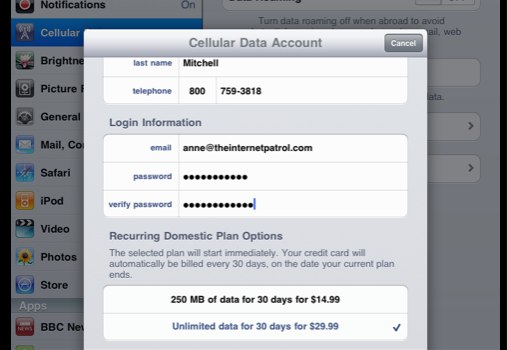 Notifications
On
Data Roaming
OFF
Cellular
Turn data roaming off when abroad to avoid
Cellular Data Account
Cancel
last name Mitchell
telephone 800 759-3818
Login Information
email anne@theinternetpatrol.com
password ●●●●●●●●●●●
verify password ●●●●●●●●●●●●
Recurring Domestic Plan Options
The selected plan will start immediately. Your credit card will
automatically be billed every 30 days, on the date your current plan
ends.
250 MB of data for 30 days for $14.99
Unlimited data for 30 days for $29.99 ✓
Brightne
Picture F
General
Mail, Co
Safari
iPod
Video
Photos
Store
Apps
BBC New
ail, web
data.